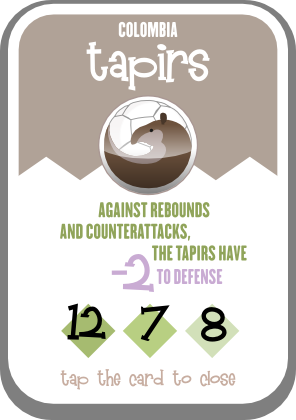 COLOMBIA
tapirs
AGAINST REBOUNDS
AND COUNTERATTACKS,
THE TAPIRS HAVE
-2 TO DEFENSE
12 7 8
tap the card to close